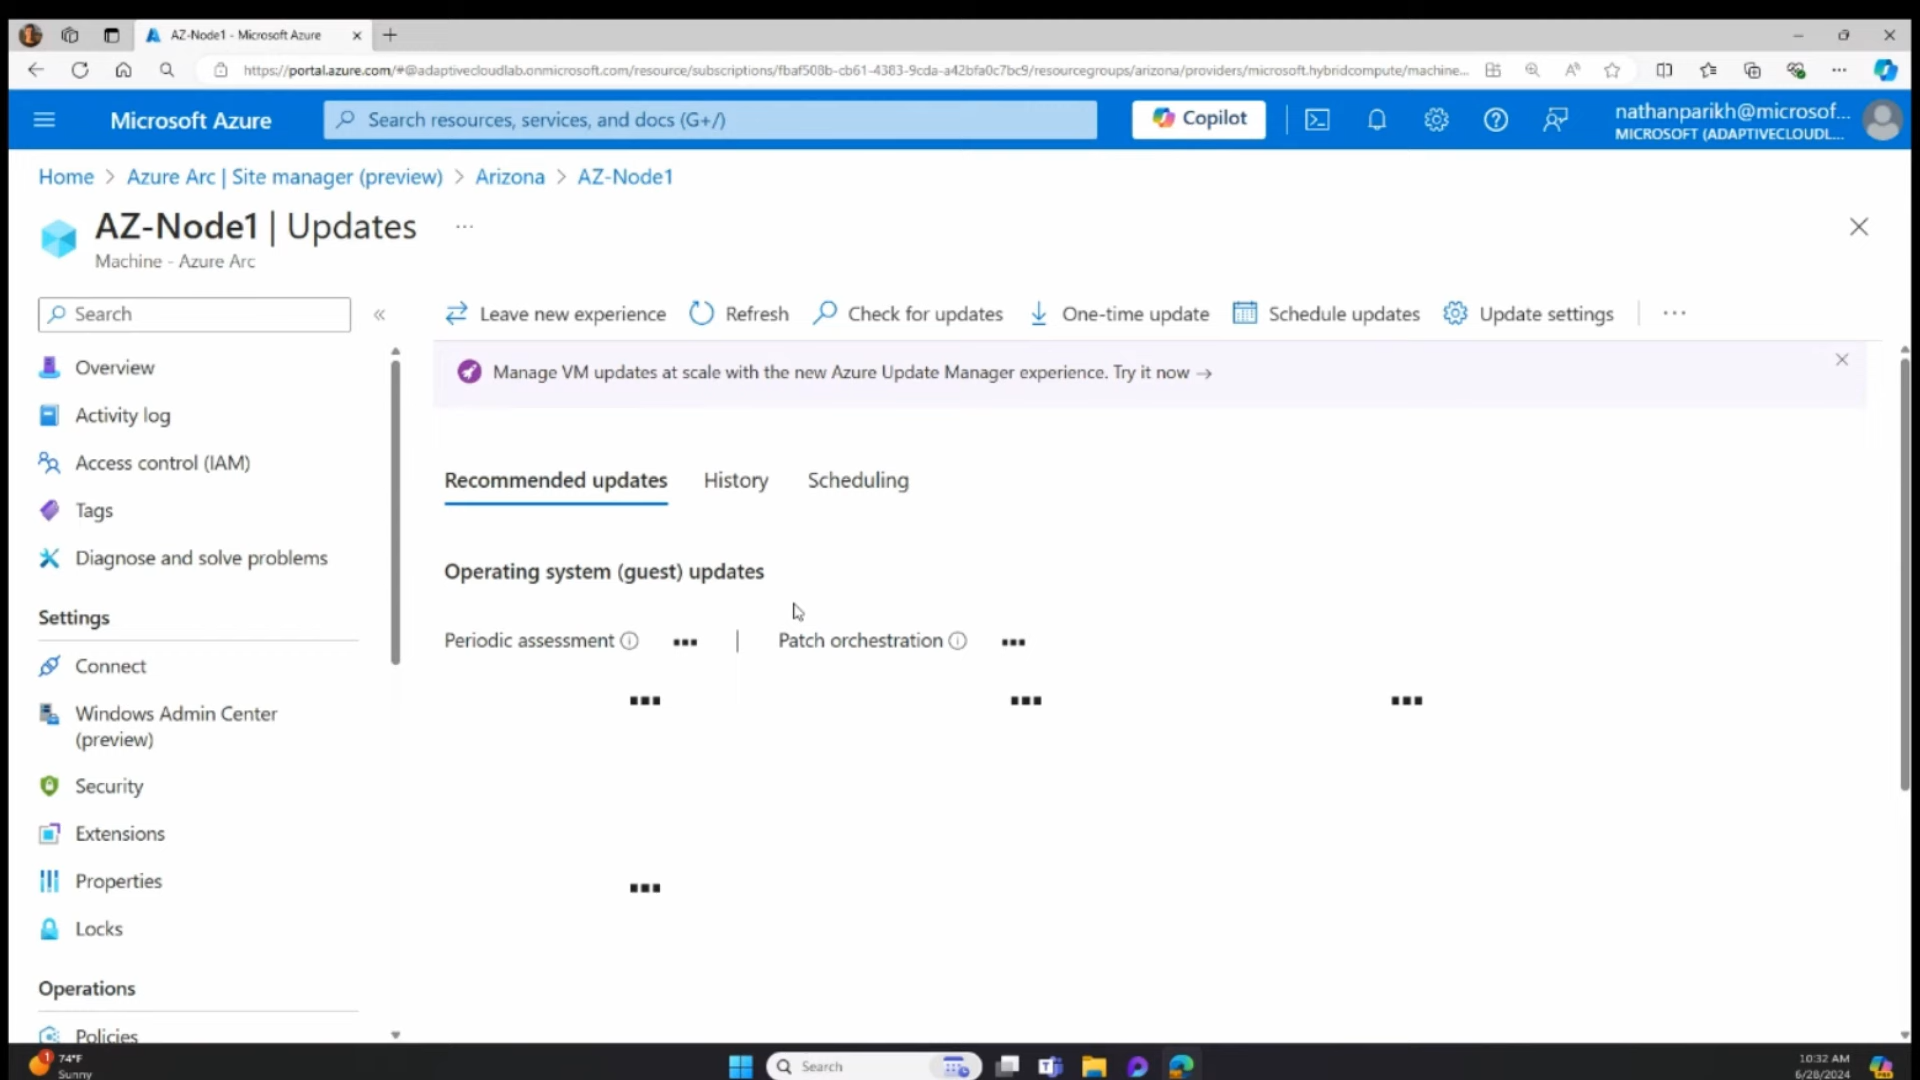 AZ-Node1 - Microsoft Azure
https://portal.azure.com/#@adaptivecloudlab.onmicrosoft.com/resource/subscriptions/fbaf508b-cb61-4383-9cda-a42bfa0c7bc9/resourcegroups/arizona/providers/microsoft.hybridcompute/machine...
Microsoft Azure
Search resources, services, and docs (G+/)
Copilot
nathanparikh@microsof...
MICROSOFT (ADAPTIVECLOUDL...
Home > Azure Arc | Site manager (preview) > Arizona > AZ-Node1
AZ-Node1 | Updates ...
Machine - Azure Arc
Search
Leave new experience
Refresh
Check for updates
One-time update
Schedule updates
Update settings
Overview
Activity log
Access control (IAM)
Tags
Diagnose and solve problems
Settings
Connect
Windows Admin Center
(preview)
Security
Extensions
Properties
Locks
Operations
Policies
Manage VM updates at scale with the new Azure Update Manager experience. Try it now →
Recommended updates
History
Scheduling
Operating system (guest) updates
Periodic assessment
Patch orchestration
1
74°F
Sunny
Search
10:32 AM
6/28/2024